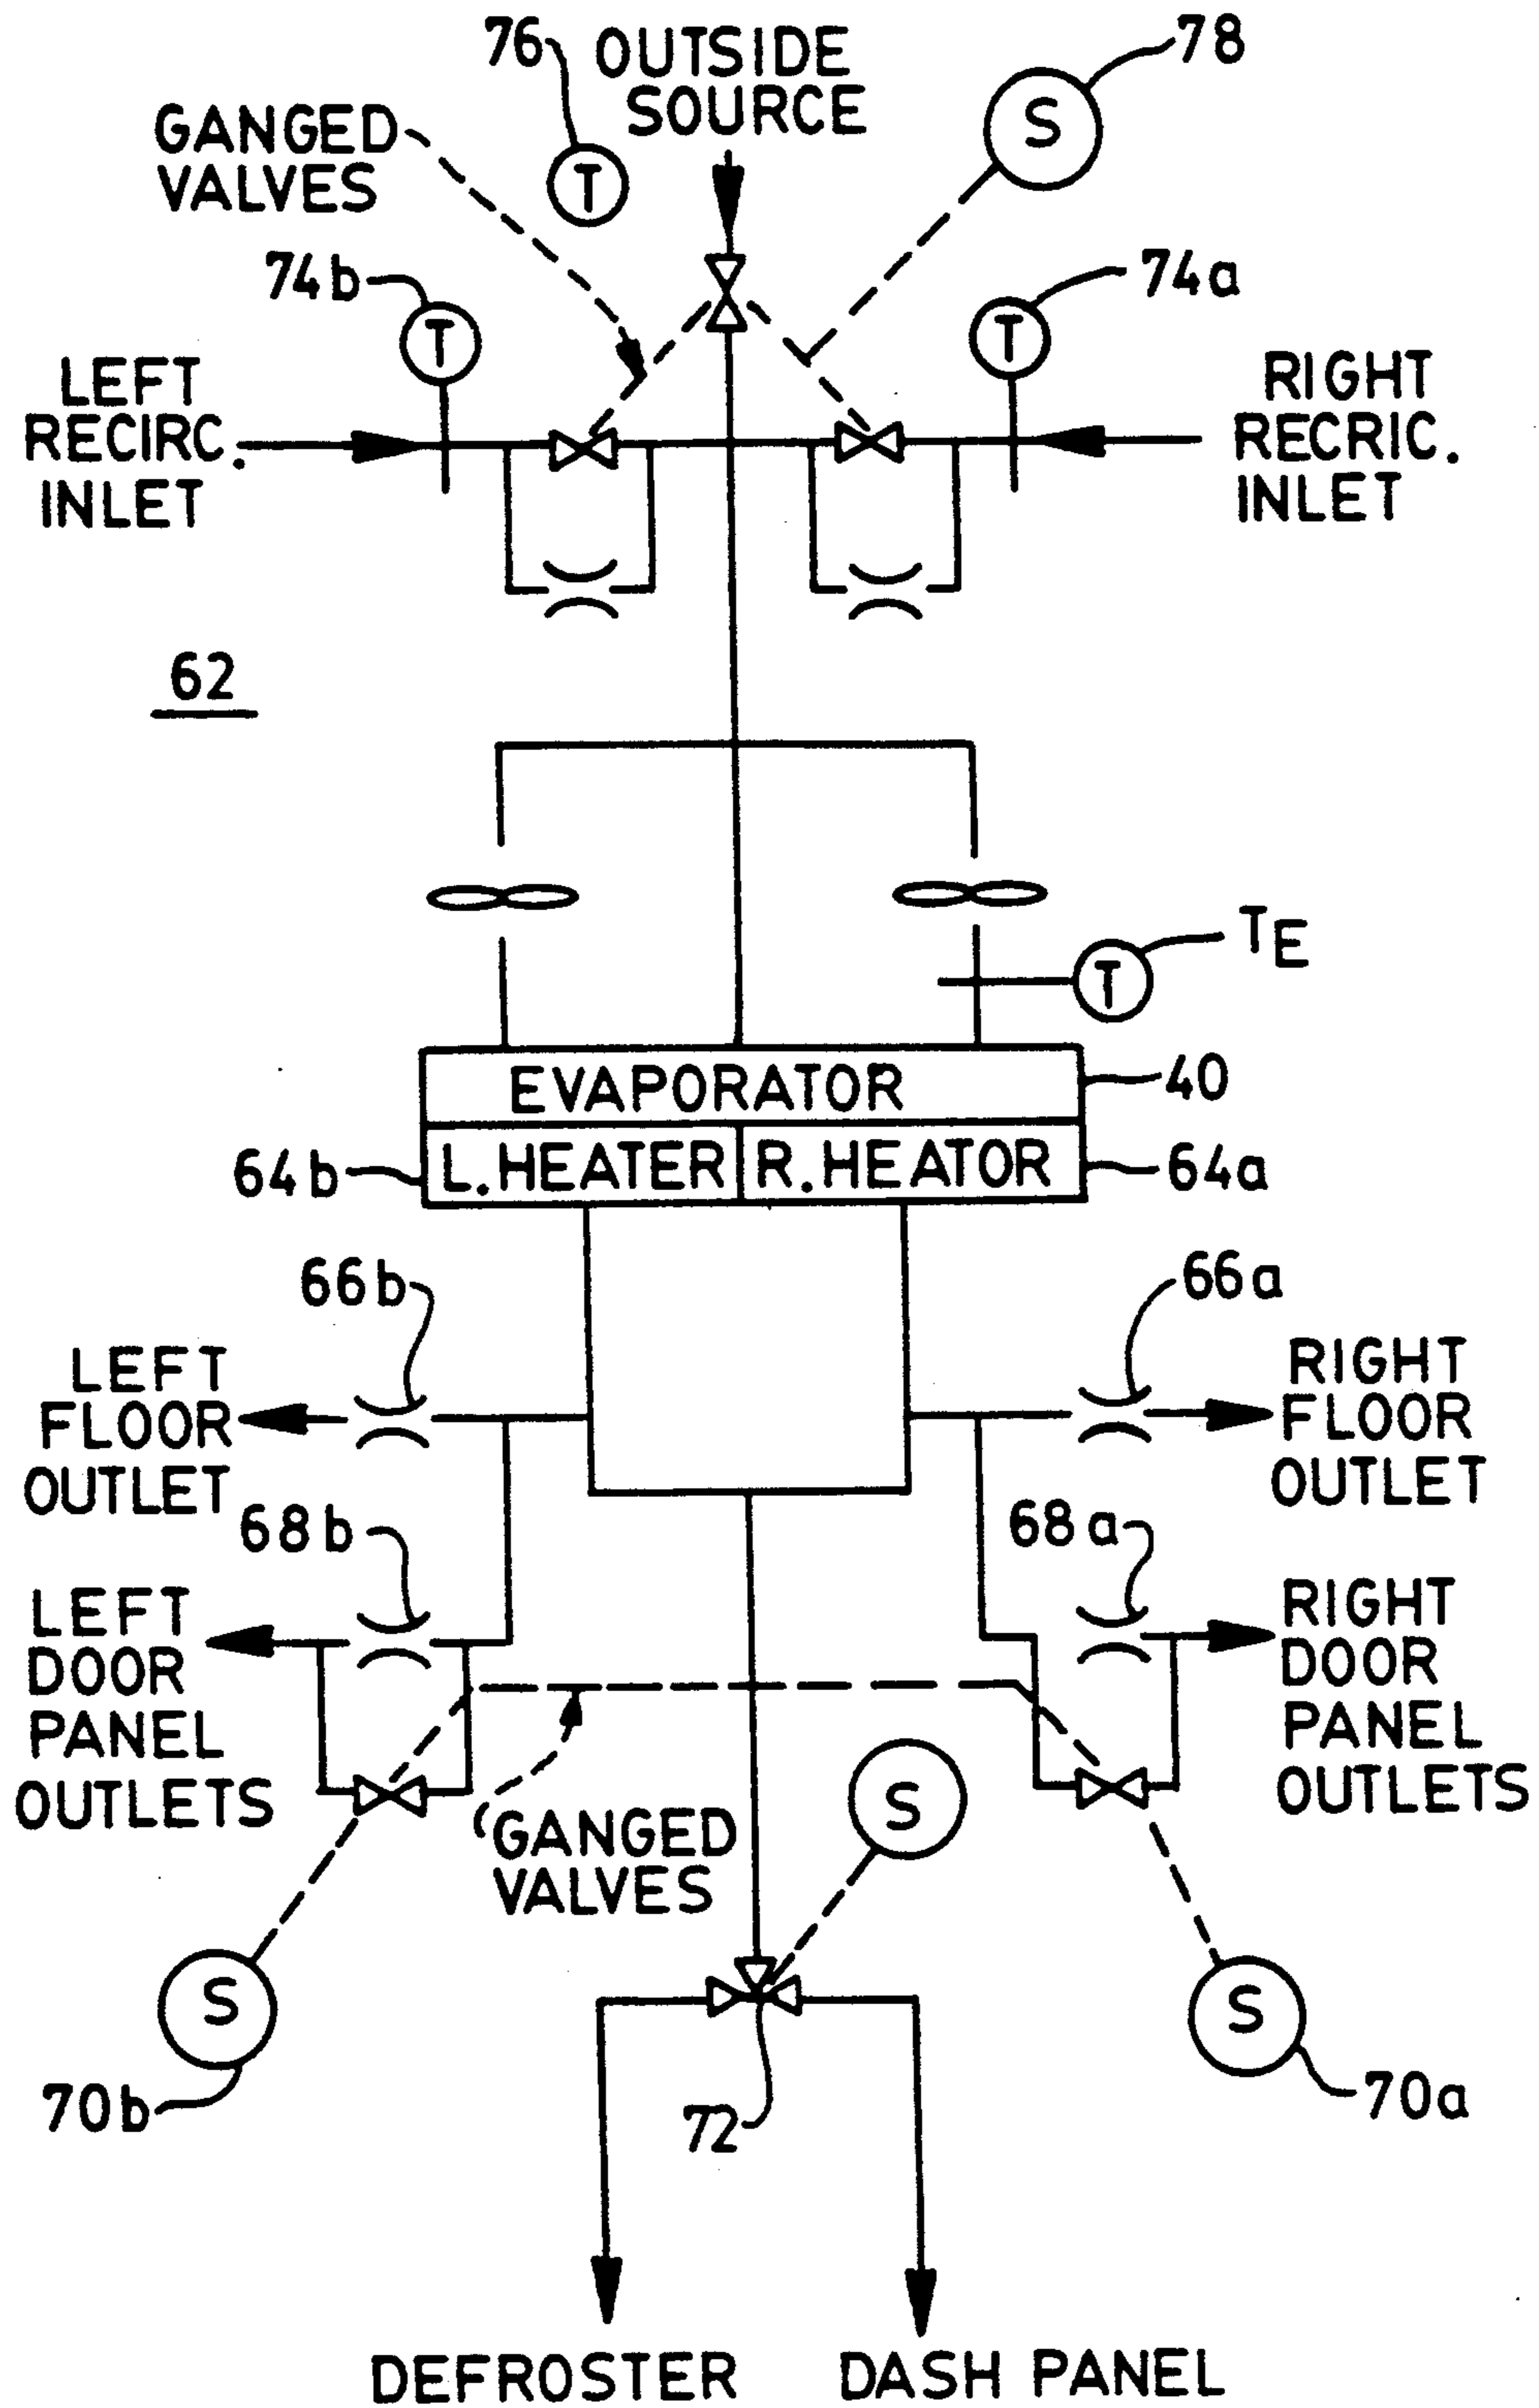 76
OUTSIDE
SOURCE
78
S
GANGED
VALVES
T
74b
74a
T
T
LEFT
RECIRC.
INLET
RIGHT
RECRIC.
INLET
62
TE
T
EVAPORATOR
40
64b
L.HEATER
R.HEATOR
64a
66b
66a
LEFT
FLOOR
OUTLET
RIGHT
FLOOR
OUTLET
68b
68a
LEFT
DOOR
PANEL
OUTLETS
RIGHT
DOOR
PANEL
OUTLETS
GANGED
VALVES
S
S
S
70b
72
70a
DEFROSTER
DASH PANEL